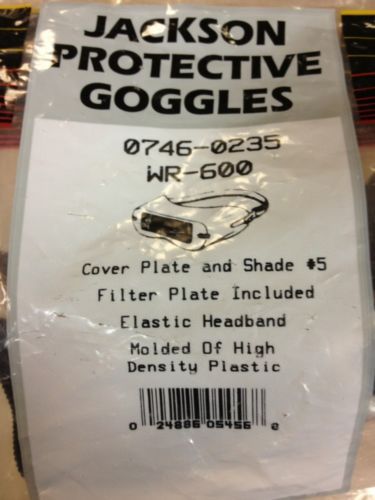 JACKSON
PROTECTIVE
GOGGLES
0746-0235
WR-600
Cover Plate and Shade #5
Filter Plate Included
Elastic Headband
Molded Of High
Density Plastic
0 24886 05456 2